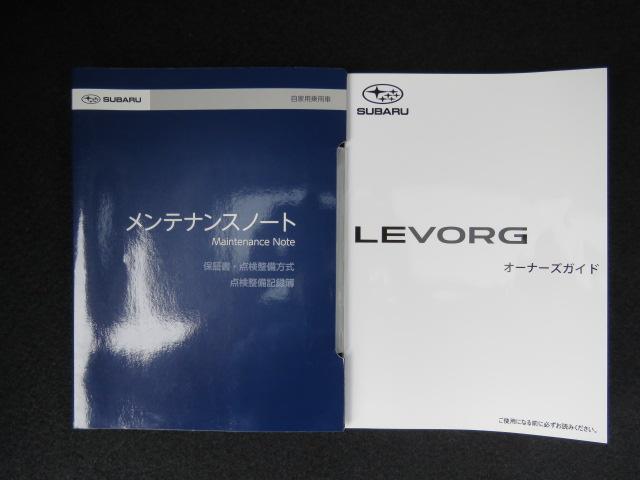 SUBARU
自家用乗用車
メンテナンスノート
Maintenance Note
保証書・点検整備方式
点検整備記録簿
SUBARU
LEVORG
オーナーズガイド
ご使用になる前に必ずお読みください。